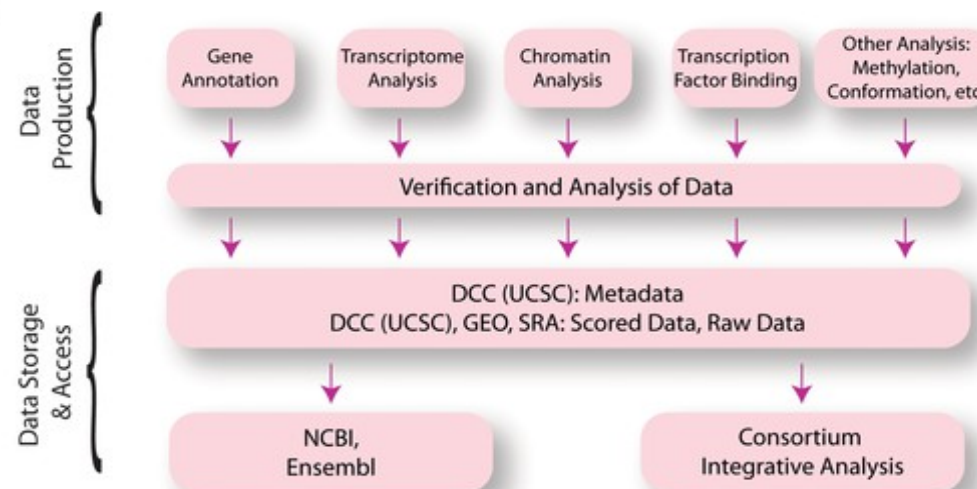 Data
Production
Gene
Annotation
Transcriptome
Analysis
Chromatin
Analysis
Transcription
Factor Binding
Other Analysis:
Methylation,
Conformation, etc
Verification and Analysis of Data
Data Storage
& Access
DCC (UCSC): Metadata
DCC (UCSC), GEO, SRA: Scored Data, Raw Data
NCBI,
Ensembl
Consortium
Integrative Analysis